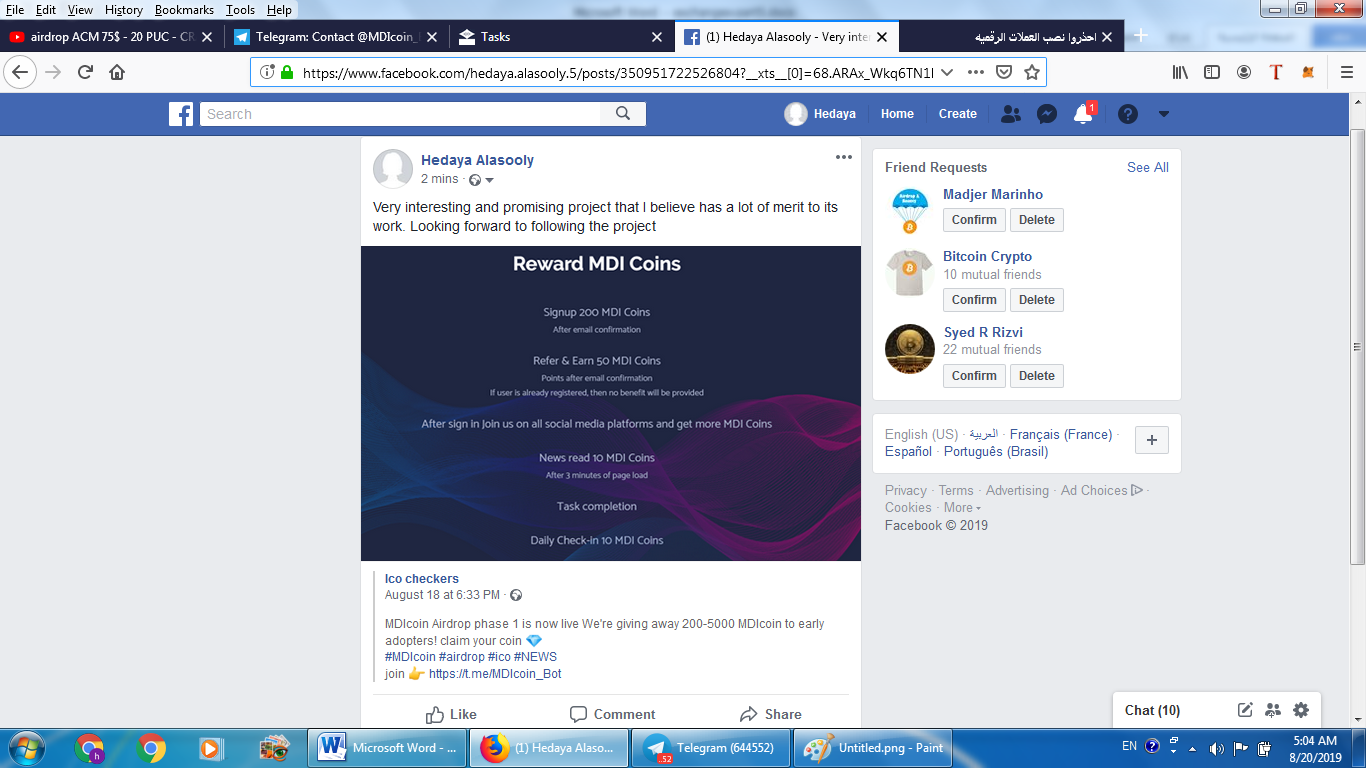 File Edit View History Bookmarks Tools Help
airdrop ACM 75$ - 20 PUC - CR
Telegram: Contact @MDIcoin_
Tasks
(1) Hedaya Alasooly - Very inter
احذروا نصب العملات الرقميه
https://www.facebook.com/hedaya.alasooly.5/posts/350951722526804?__xts__[0]=68.ARAx_Wkq6TN1
Search
Hedaya
Home
Create
1
Hedaya Alasooly
2 mins ·
Very interesting and promising project that I believe has a lot of merit to its
work. Looking forward to following the project
Reward MDI Coins
Signup 200 MDI Coins
After email confirmation
Refer & Earn 50 MDI Coins
Points after email confirmation
If user is already registered, then no benefit will be provided
After sign in Join us on all social media platforms and get more MDI Coins
News read 10 MDI Coins
After 3 minutes of page load
Task completion
Daily Check-in 10 MDI Coins
Ico checkers
August 18 at 6:33 PM ·
MDIcoin Airdrop phase 1 is now live We're giving away 200-5000 MDIcoin to early
adopters! claim your coin 💎
#MDIcoin #airdrop #ico #NEWS
join 👉 https://t.me/MDIcoin_Bot
Like Comment Share
Friend Requests See All
Madjer Marinho
Confirm Delete
Bitcoin Crypto
10 mutual friends
Confirm Delete
Syed R Rizvi
22 mutual friends
Confirm Delete
English (US) · العربية · Français (France) ·
Español · Português (Brasil)
Privacy · Terms · Advertising · Ad Choices ·
Cookies · More
Facebook © 2019
Chat (10)
Microsoft Word - ...
(1) Hedaya Alaso...
Telegram (644552)
..52
Untitled.png - Paint
EN
5:04 AM
8/20/2019